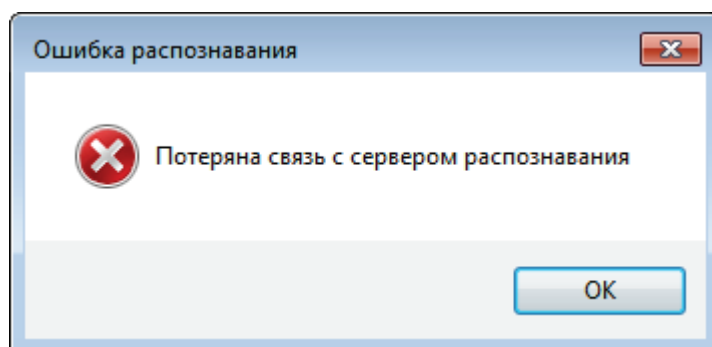 Ошибка распознавания
Потеряна связь с сервером распознавания
OK